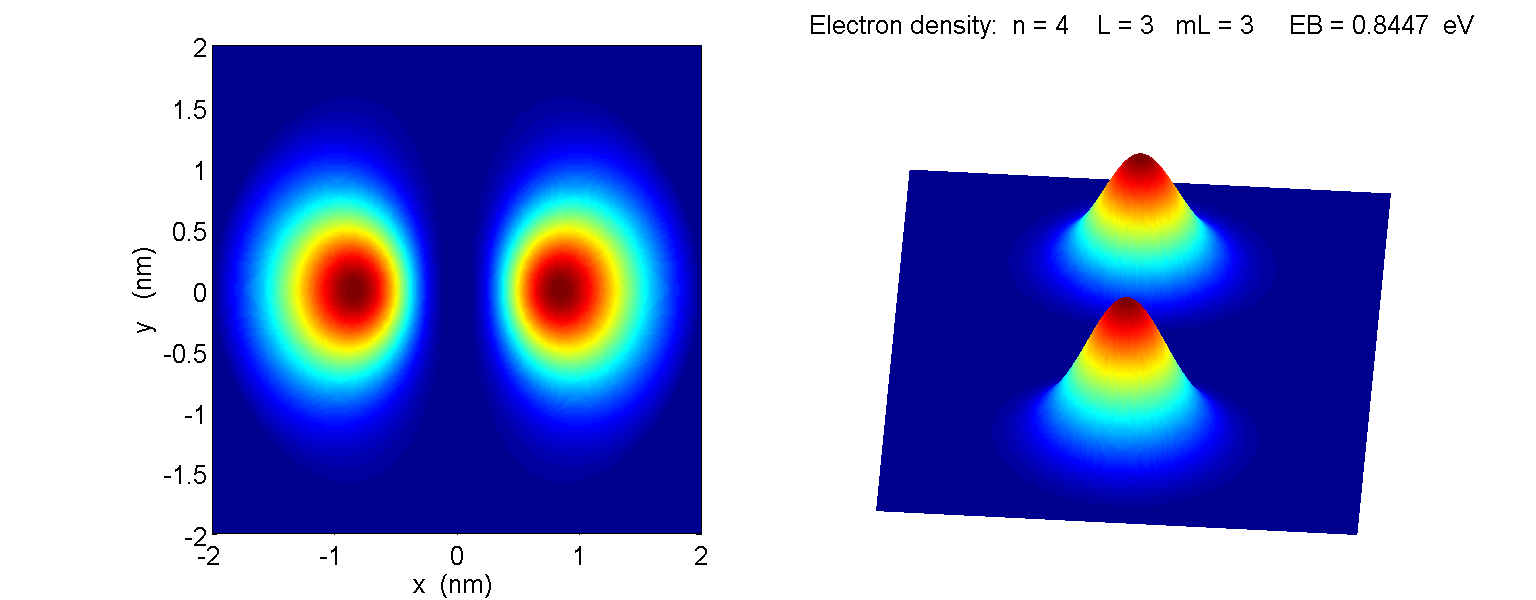 Electron density:  n = 4    L = 3   mL = 3     EB = 0.8447  eV
2
1.5
1
0.5
0
-0.5
-1
-1.5
-2
y   (nm)
-2 -1 0 1 2
x  (nm)